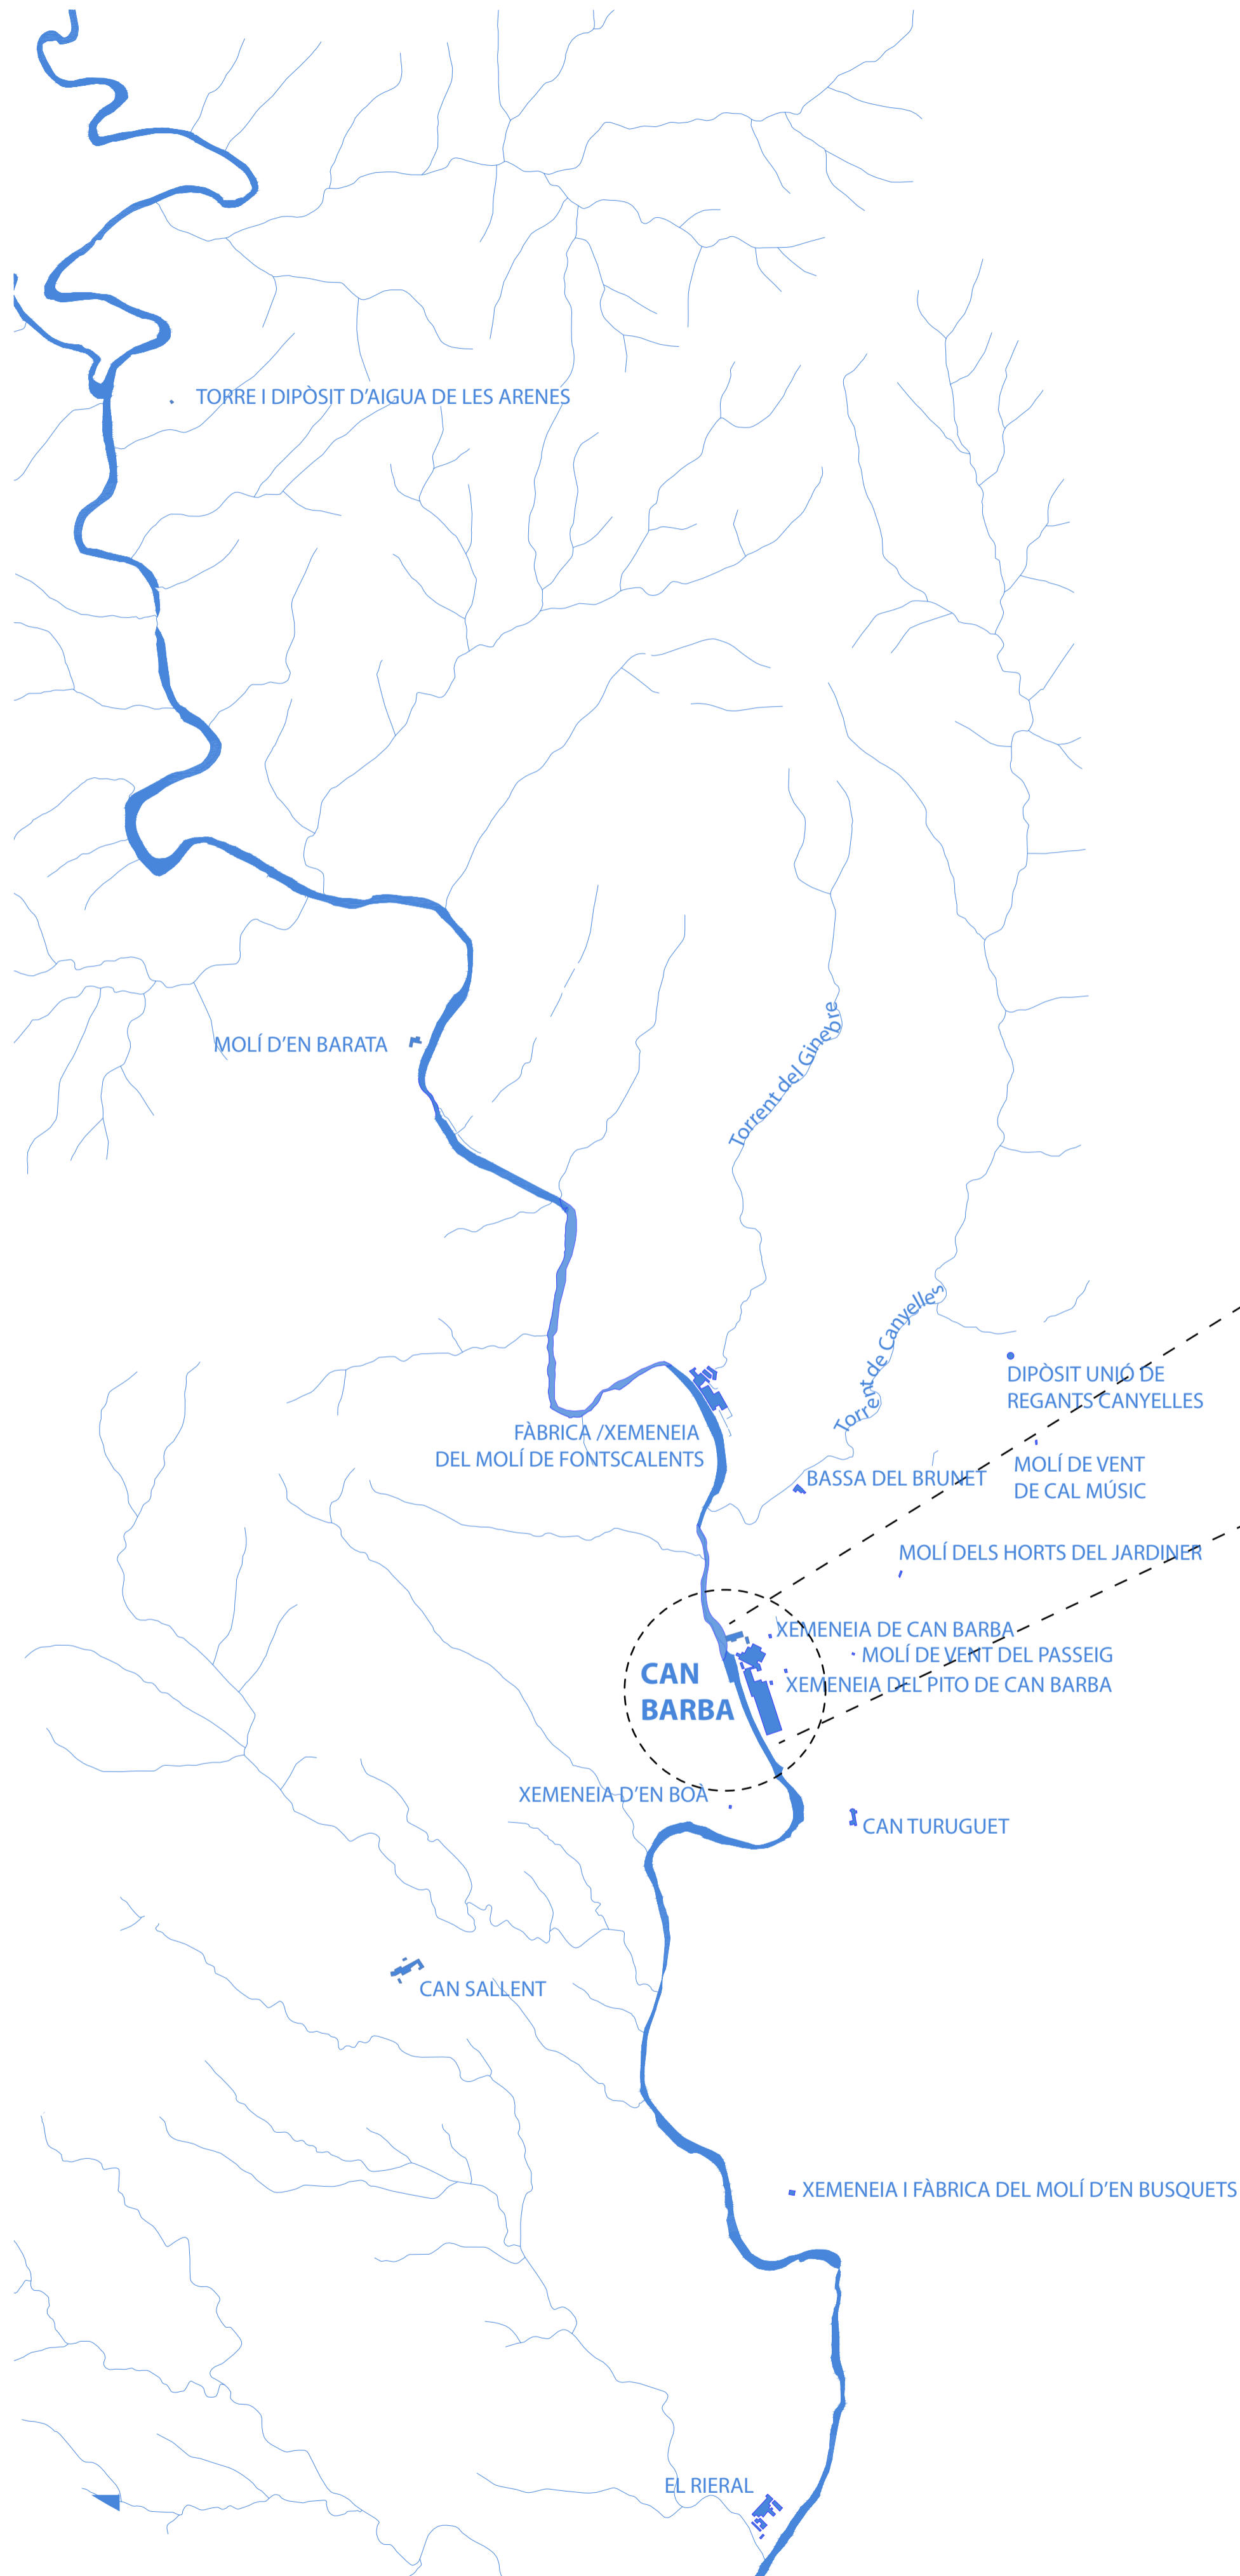 TORRE I DIPÒSIT D’AIGUA DE LES ARENES
MOLÍ D’EN BARATA
Torrent del Ginebre
Torrent de Canyelles
DIPÒSIT UNIÓ DE
REGANTS CANYELLES
FÀBRICA /XEMENEIA
DEL MOLÍ DE FONTSCALENTS
MOLÍ DE VENT
DE CAL MÚSIC
BASSA DEL BRUNET
MOLÍ DELS HORTS DEL JARDINER
XEMENEIA DE CAN BARBA
MOLÍ DE VENT DEL PASSEIG
XEMENEIA DEL PITO DE CAN BARBA
CAN
BARBA
XEMENEIA D’EN BOÀ
CAN TURUGUET
CAN SALLENT
XEMENEIA I FÀBRICA DEL MOLÍ D’EN BUSQUETS
EL RIERAL